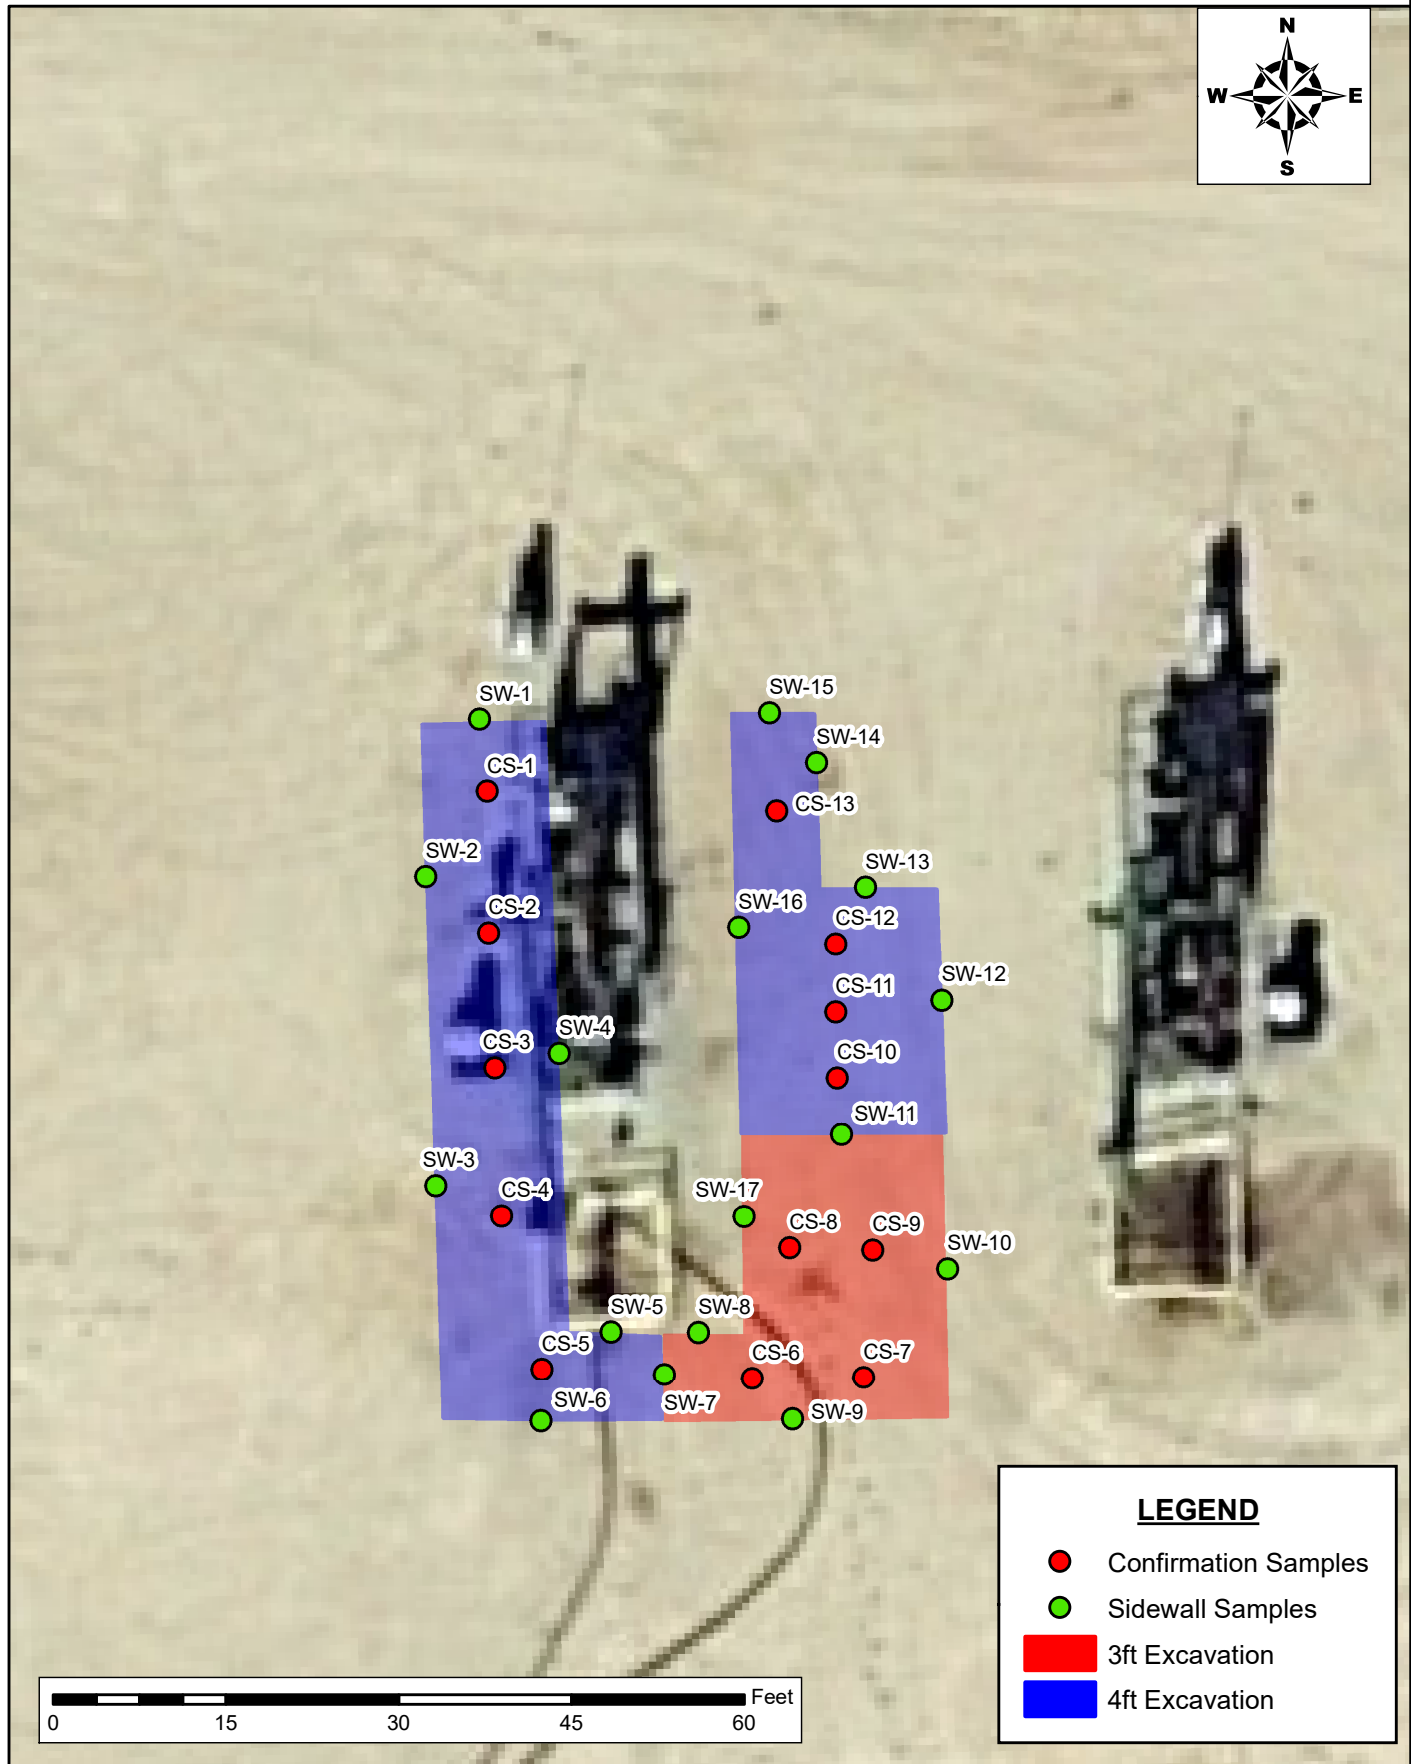 N
W E
S
SW-15
SW-1
SW-14
CS-1
CS-13
SW-2
SW-13
CS-2
SW-16
CS-12
SW-12
CS-11
SW-4
CS-3
CS-10
SW-11
SW-3
CS-4
SW-17
CS-8
CS-9
SW-10
SW-5
SW-8
CS-5
CS-6
CS-7
SW-6
SW-7
SW-9
LEGEND
Confirmation Samples
Sidewall Samples
3ft Excavation
4ft Excavation
Feet
0 15 30 45 60